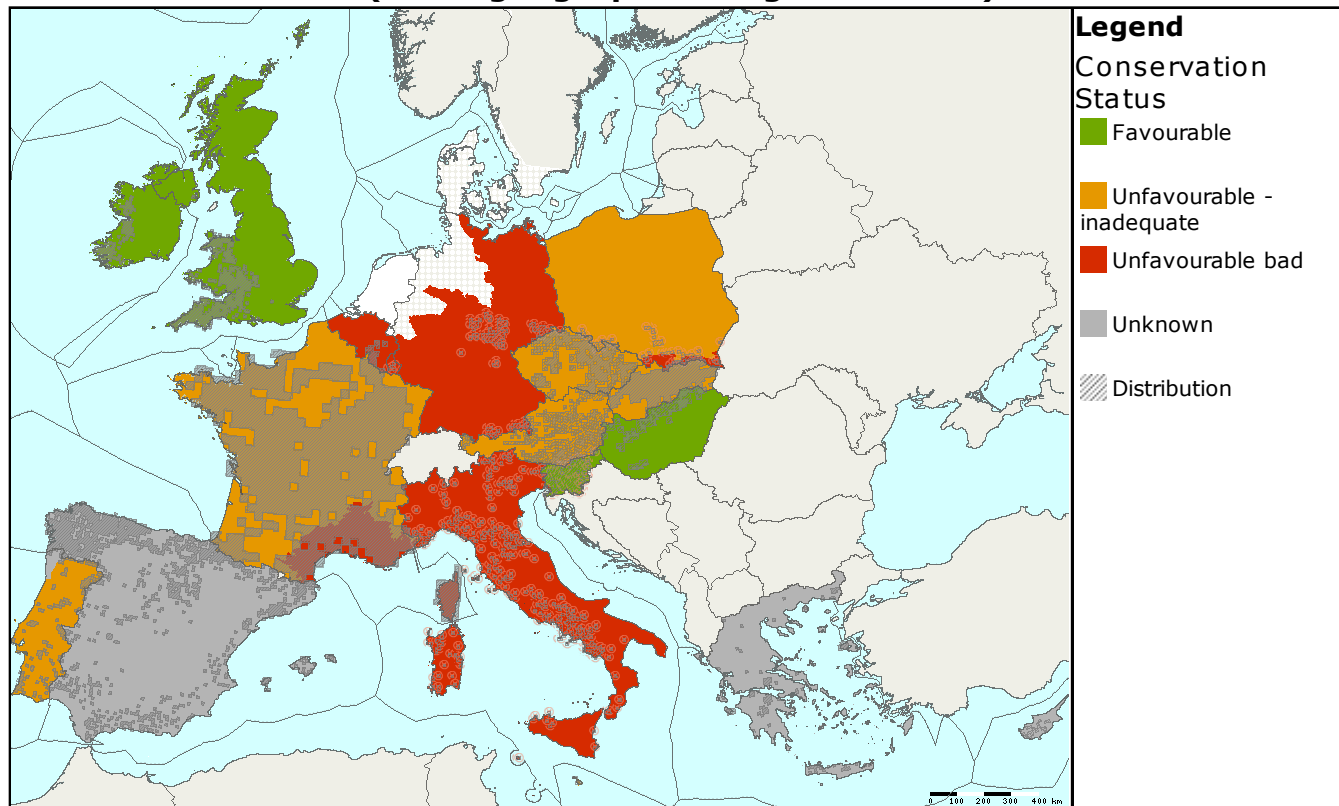 Legend
Conservation
Status
Favourable
Unfavourable -
inadequate
Unfavourable bad
Unknown
Distribution
0 100 200 300 400 km